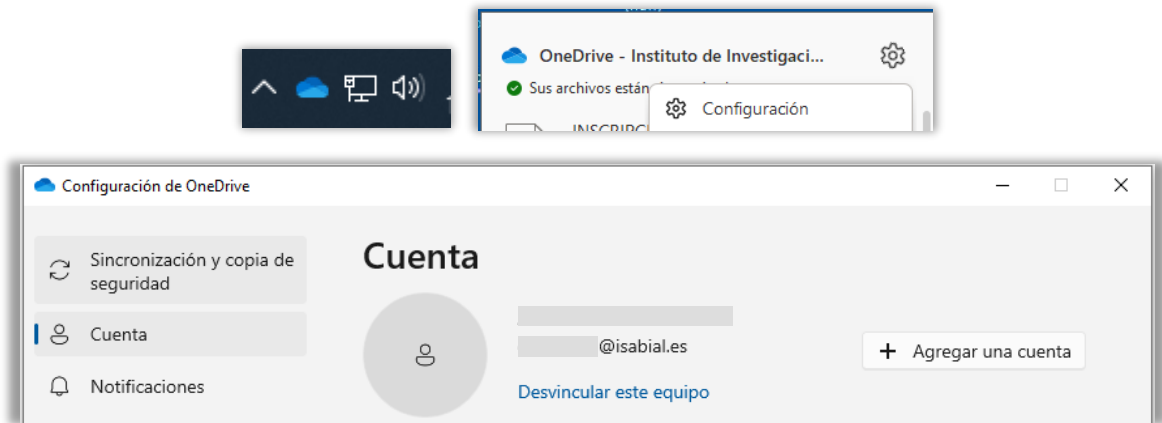 OneDrive - Instituto de Investigaci...
Sus archivos están
Configuración
Configuración de OneDrive
Sincronización y copia de
seguridad
Cuenta
Notificaciones
Cuenta
@isabial.es
Desvincular este equipo
+ Agregar una cuenta